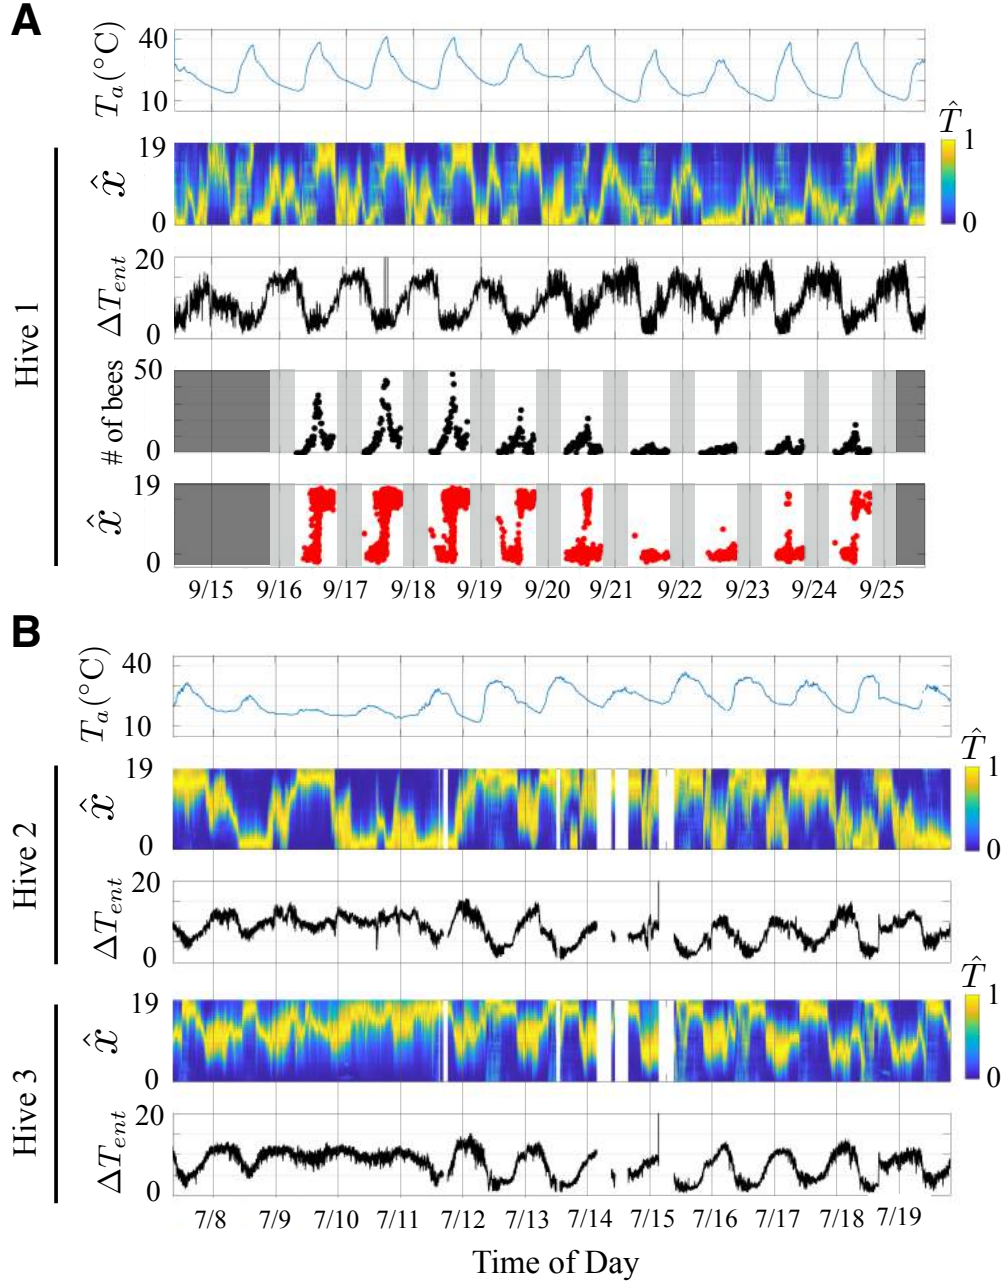 A
T_a(°C)
40
10
T̂
1
0
x̂
19
0
ΔT_ent
20
0
Hive 1
# of bees
50
0
x̂
19
0
9/15 9/16 9/17 9/18 9/19 9/20 9/21 9/22 9/23 9/24 9/25
B
T_a(°C)
40
10
T̂
1
0
Hive 2
x̂
19
0
ΔT_ent
20
0
T̂
1
0
Hive 3
x̂
19
0
ΔT_ent
20
0
7/8 7/9 7/10 7/11 7/12 7/13 7/14 7/15 7/16 7/17 7/18 7/19
Time of Day